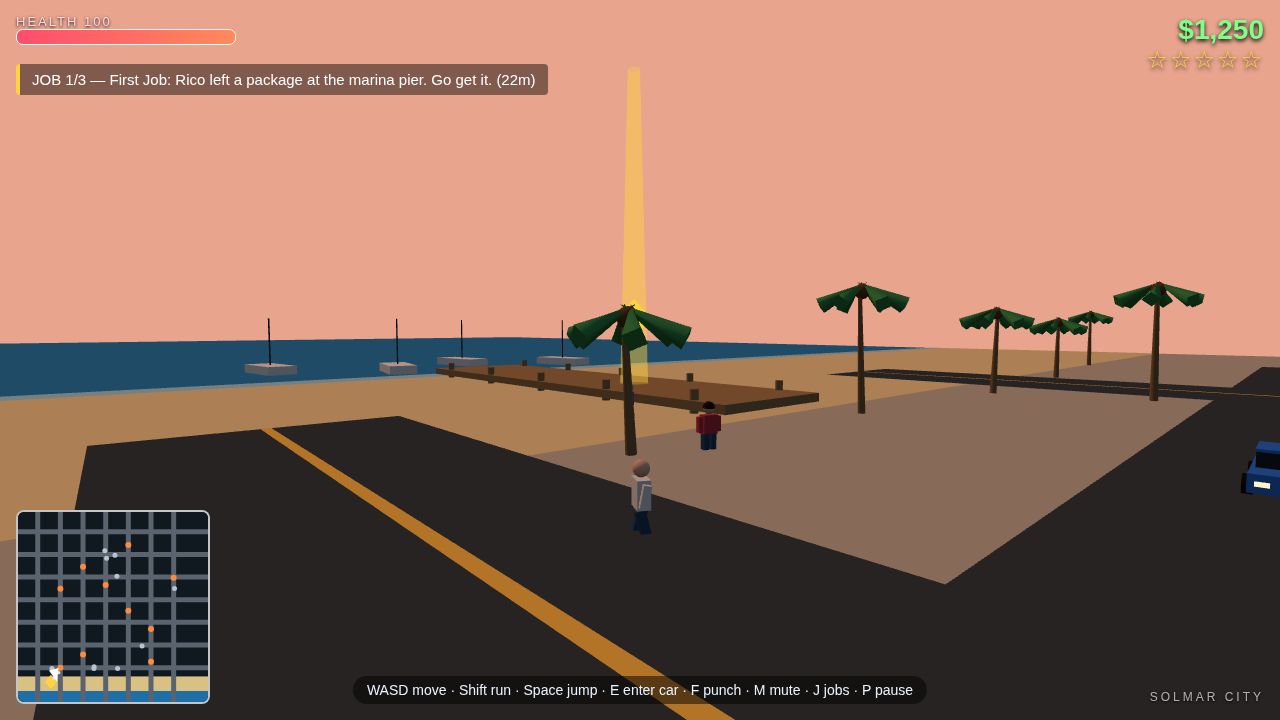 HEALTH 100
$1,250
☆☆☆☆☆
JOB 1/3 — First Job: Rico left a package at the marina pier. Go get it. (22m)
WASD move · Shift run · Space jump · E enter car · F punch · M mute · J jobs · P pause
SOLMAR CITY